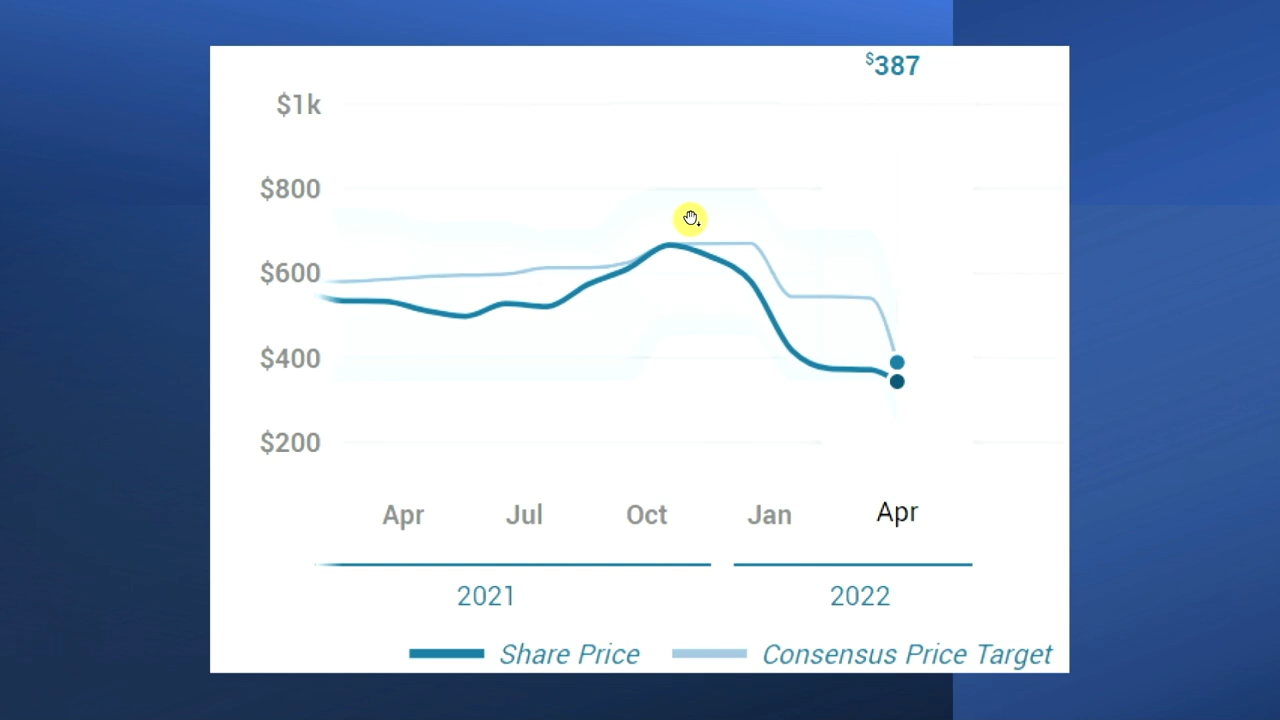 $387
$1k
$800
$600
$400
$200
Apr Jul Oct Jan Apr
2021 2022
Share Price Consensus Price Target